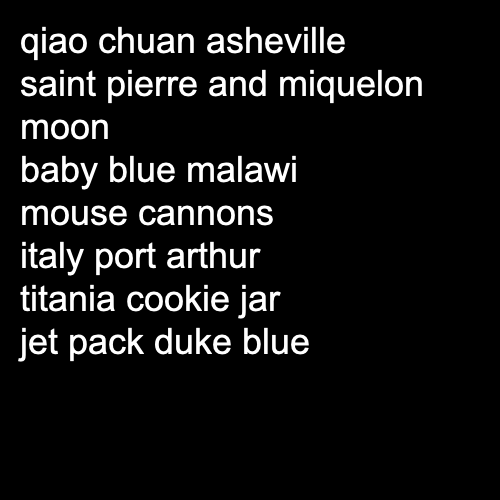 qiao chuan asheville
saint pierre and miquelon
moon
baby blue malawi
mouse cannons
italy port arthur
titania cookie jar
jet pack duke blue